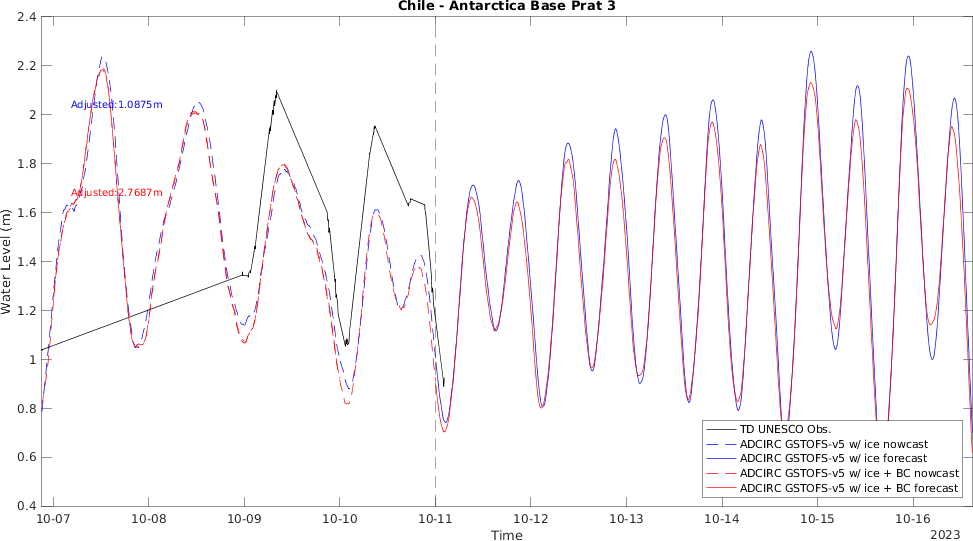 Chile - Antarctica Base Prat 3
2.4
2.2
2
1.8
1.6
1.4
1.2
1
0.8
0.6
0.4
Water Level (m)
Adjusted:1.0875m
Adjusted:2.7687m
TD UNESCO Obs.
ADCIRC GSTOFS-v5 w/ ice nowcast
ADCIRC GSTOFS-v5 w/ ice forecast
ADCIRC GSTOFS-v5 w/ ice + BC nowcast
ADCIRC GSTOFS-v5 w/ ice + BC forecast
10-07 10-08 10-09 10-10 10-11 10-12 10-13 10-14 10-15 10-16
Time
2023